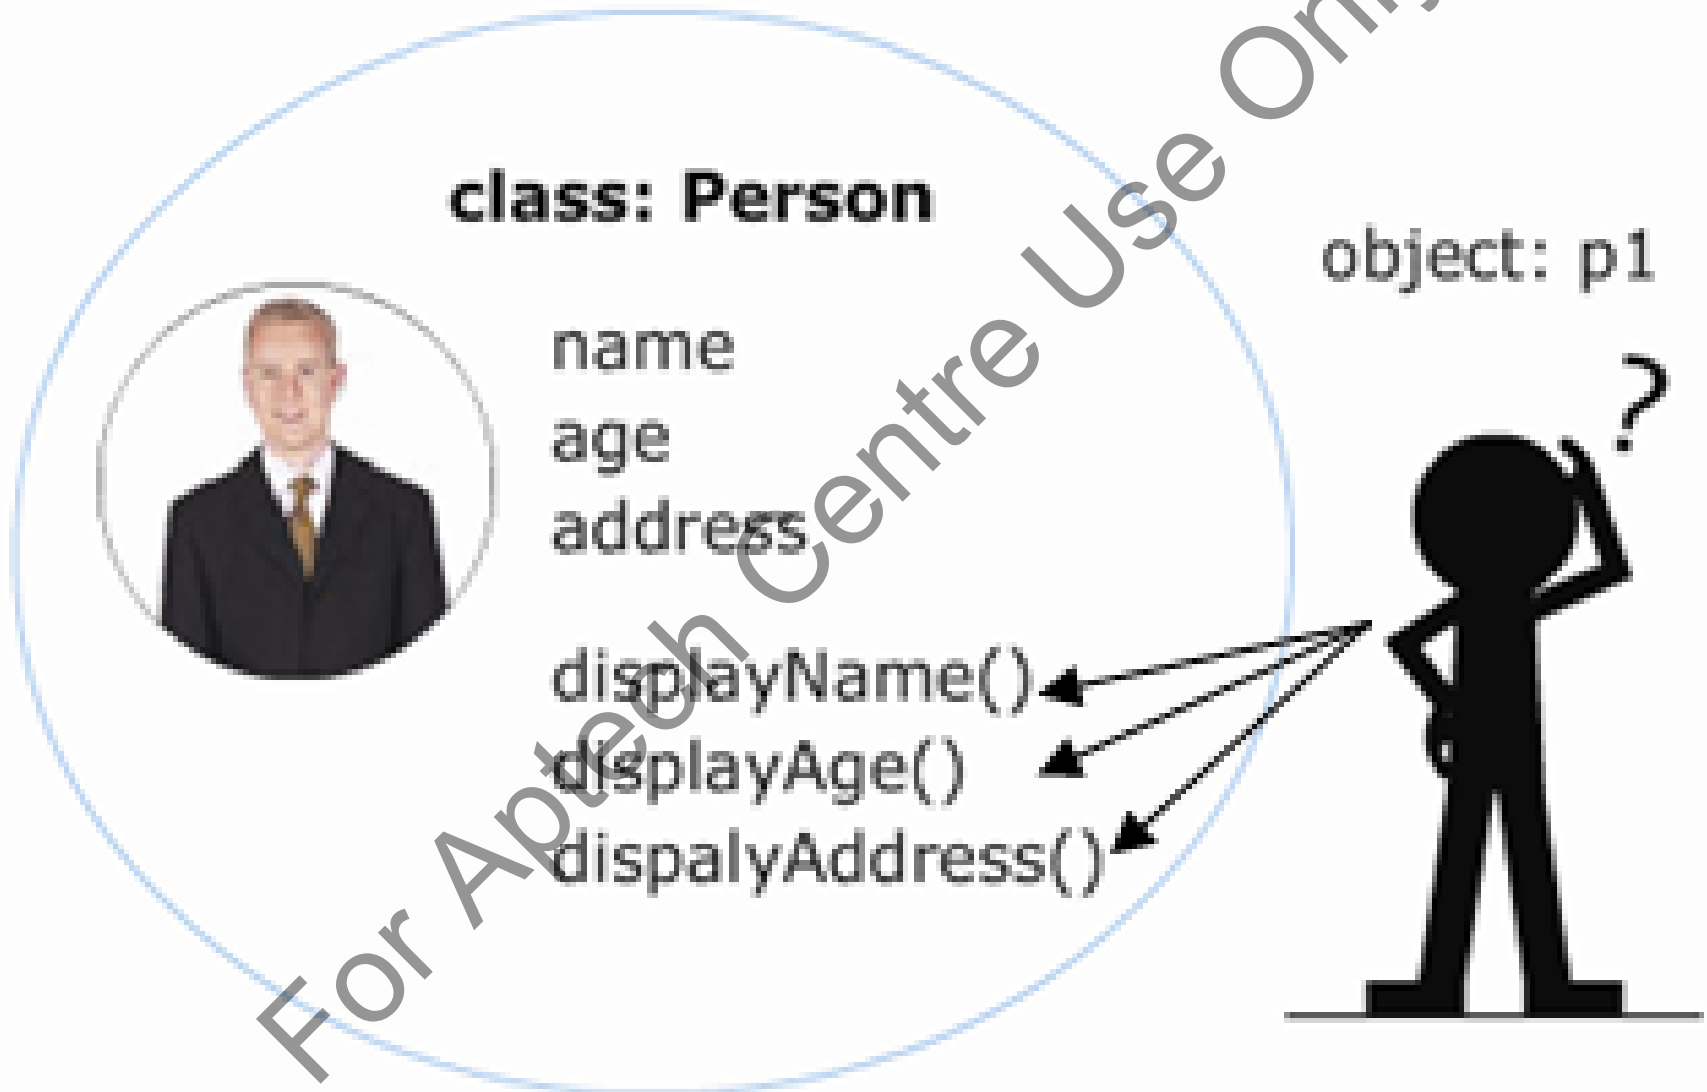 class: Person
object: p1
name
age
address
?
displayName()
displayAge()
dispalyAddress()
For Aptech Centre Use Only